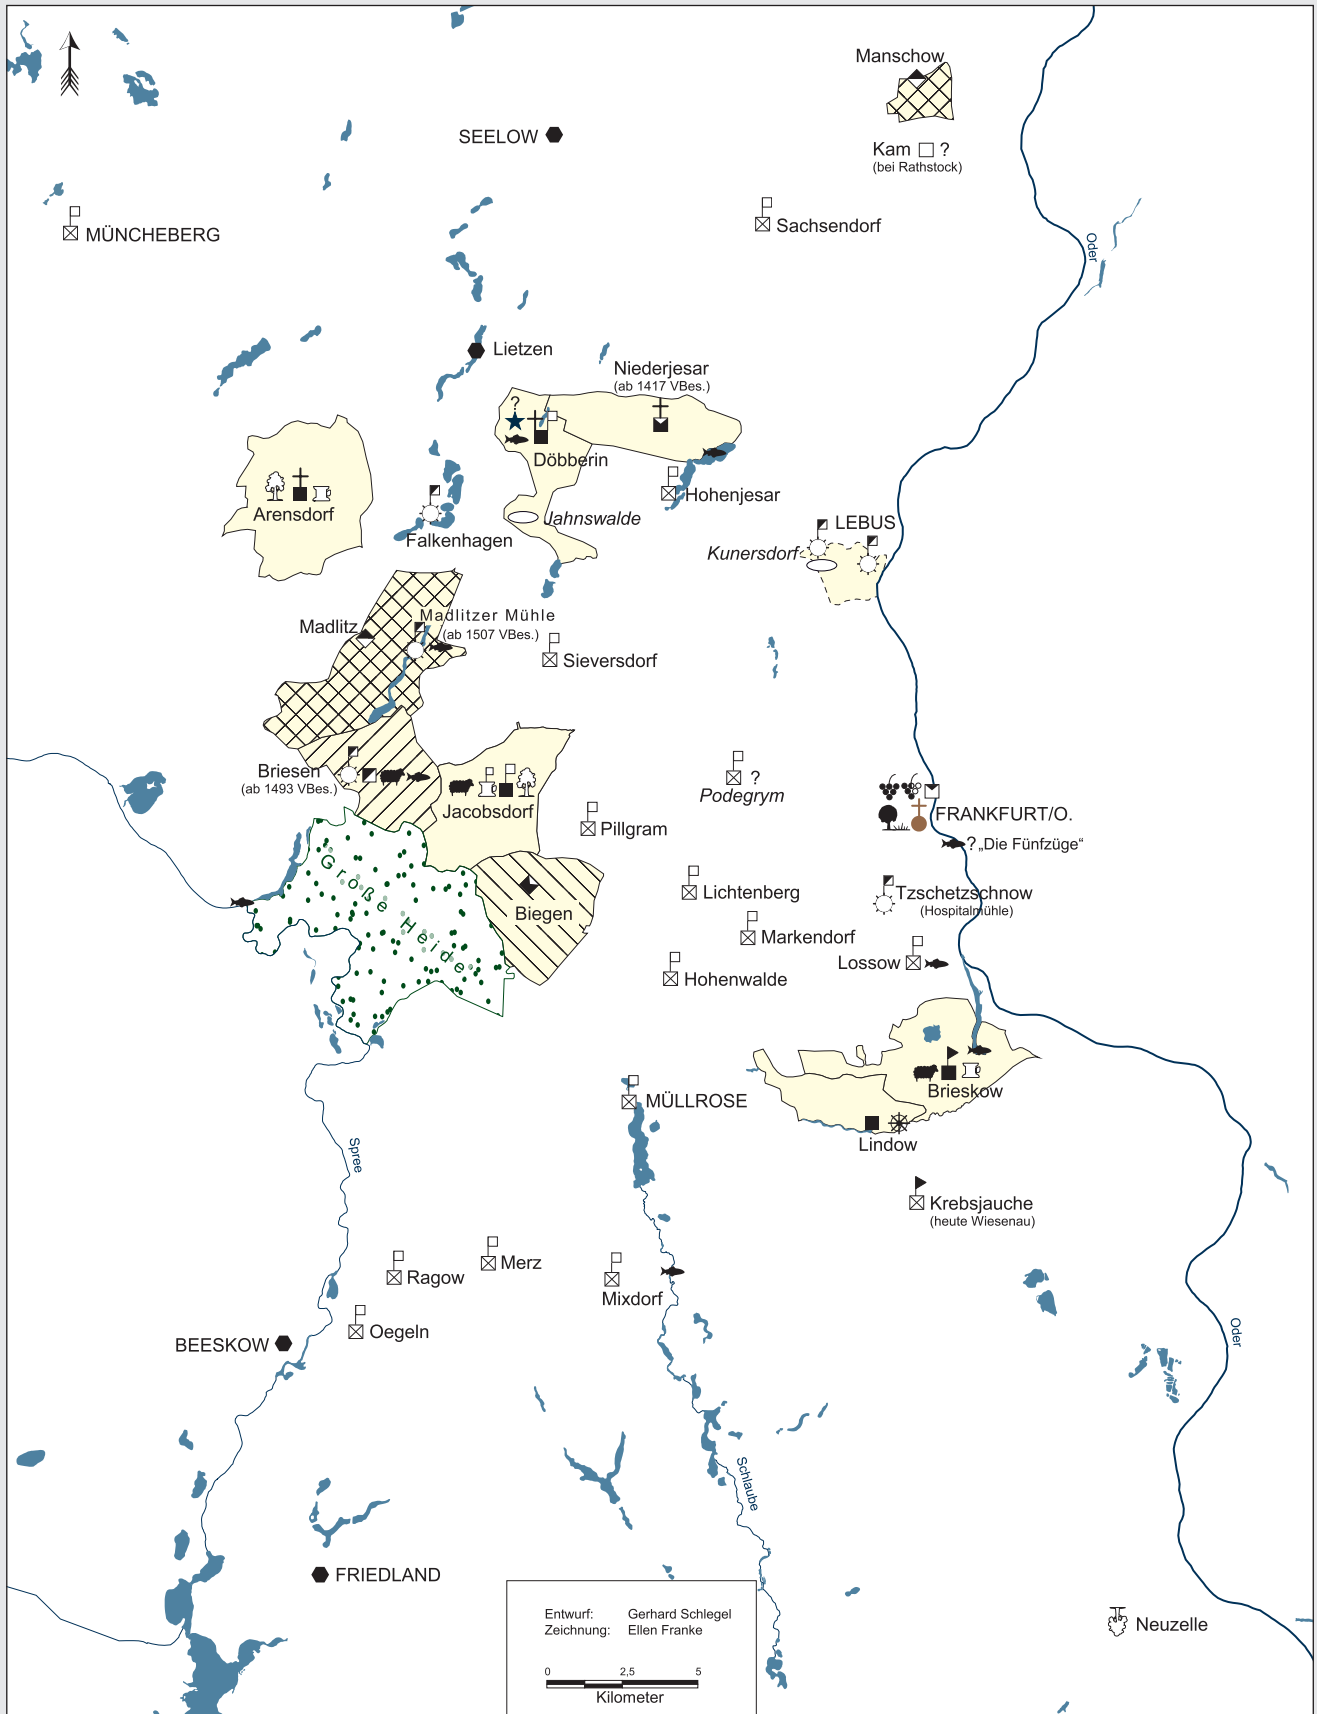 Manschow
SEELOW
Kam ?
(bei Rathstock)
MÜNCHEBERG
Sachsendorf
Oder
Lietzen
Niederjesar
(ab 1417 VBes.)
?
Döbberin
Hohenjesar
Arensdorf
Jahnswalde
Falkenhagen
LEBUS
Kunersdorf
Madlitzer Mühle
(ab 1507 VBes.)
Madlitz
Sieversdorf
Briesen
(ab 1493 VBes.)
Jacobsdorf
?
Podegrym
FRANKFURT/O.
Pillgram
? „Die Fünfzüge“
Große Heide
Lichtenberg
Tzschetzschnow
(Hospitalmühle)
Biegen
Markendorf
Lossow
Hohenwalde
Brieskow
MÜLLROSE
Lindow
Spree
Krebsjauche
(heute Wiesenau)
Merz
Ragow
Mixdorf
Oegeln
Oder
BEESKOW
Schlaube
FRIEDLAND
Entwurf: Gerhard Schlegel
Zeichnung: Ellen Franke
Neuzelle
0 2,5 5
Kilometer